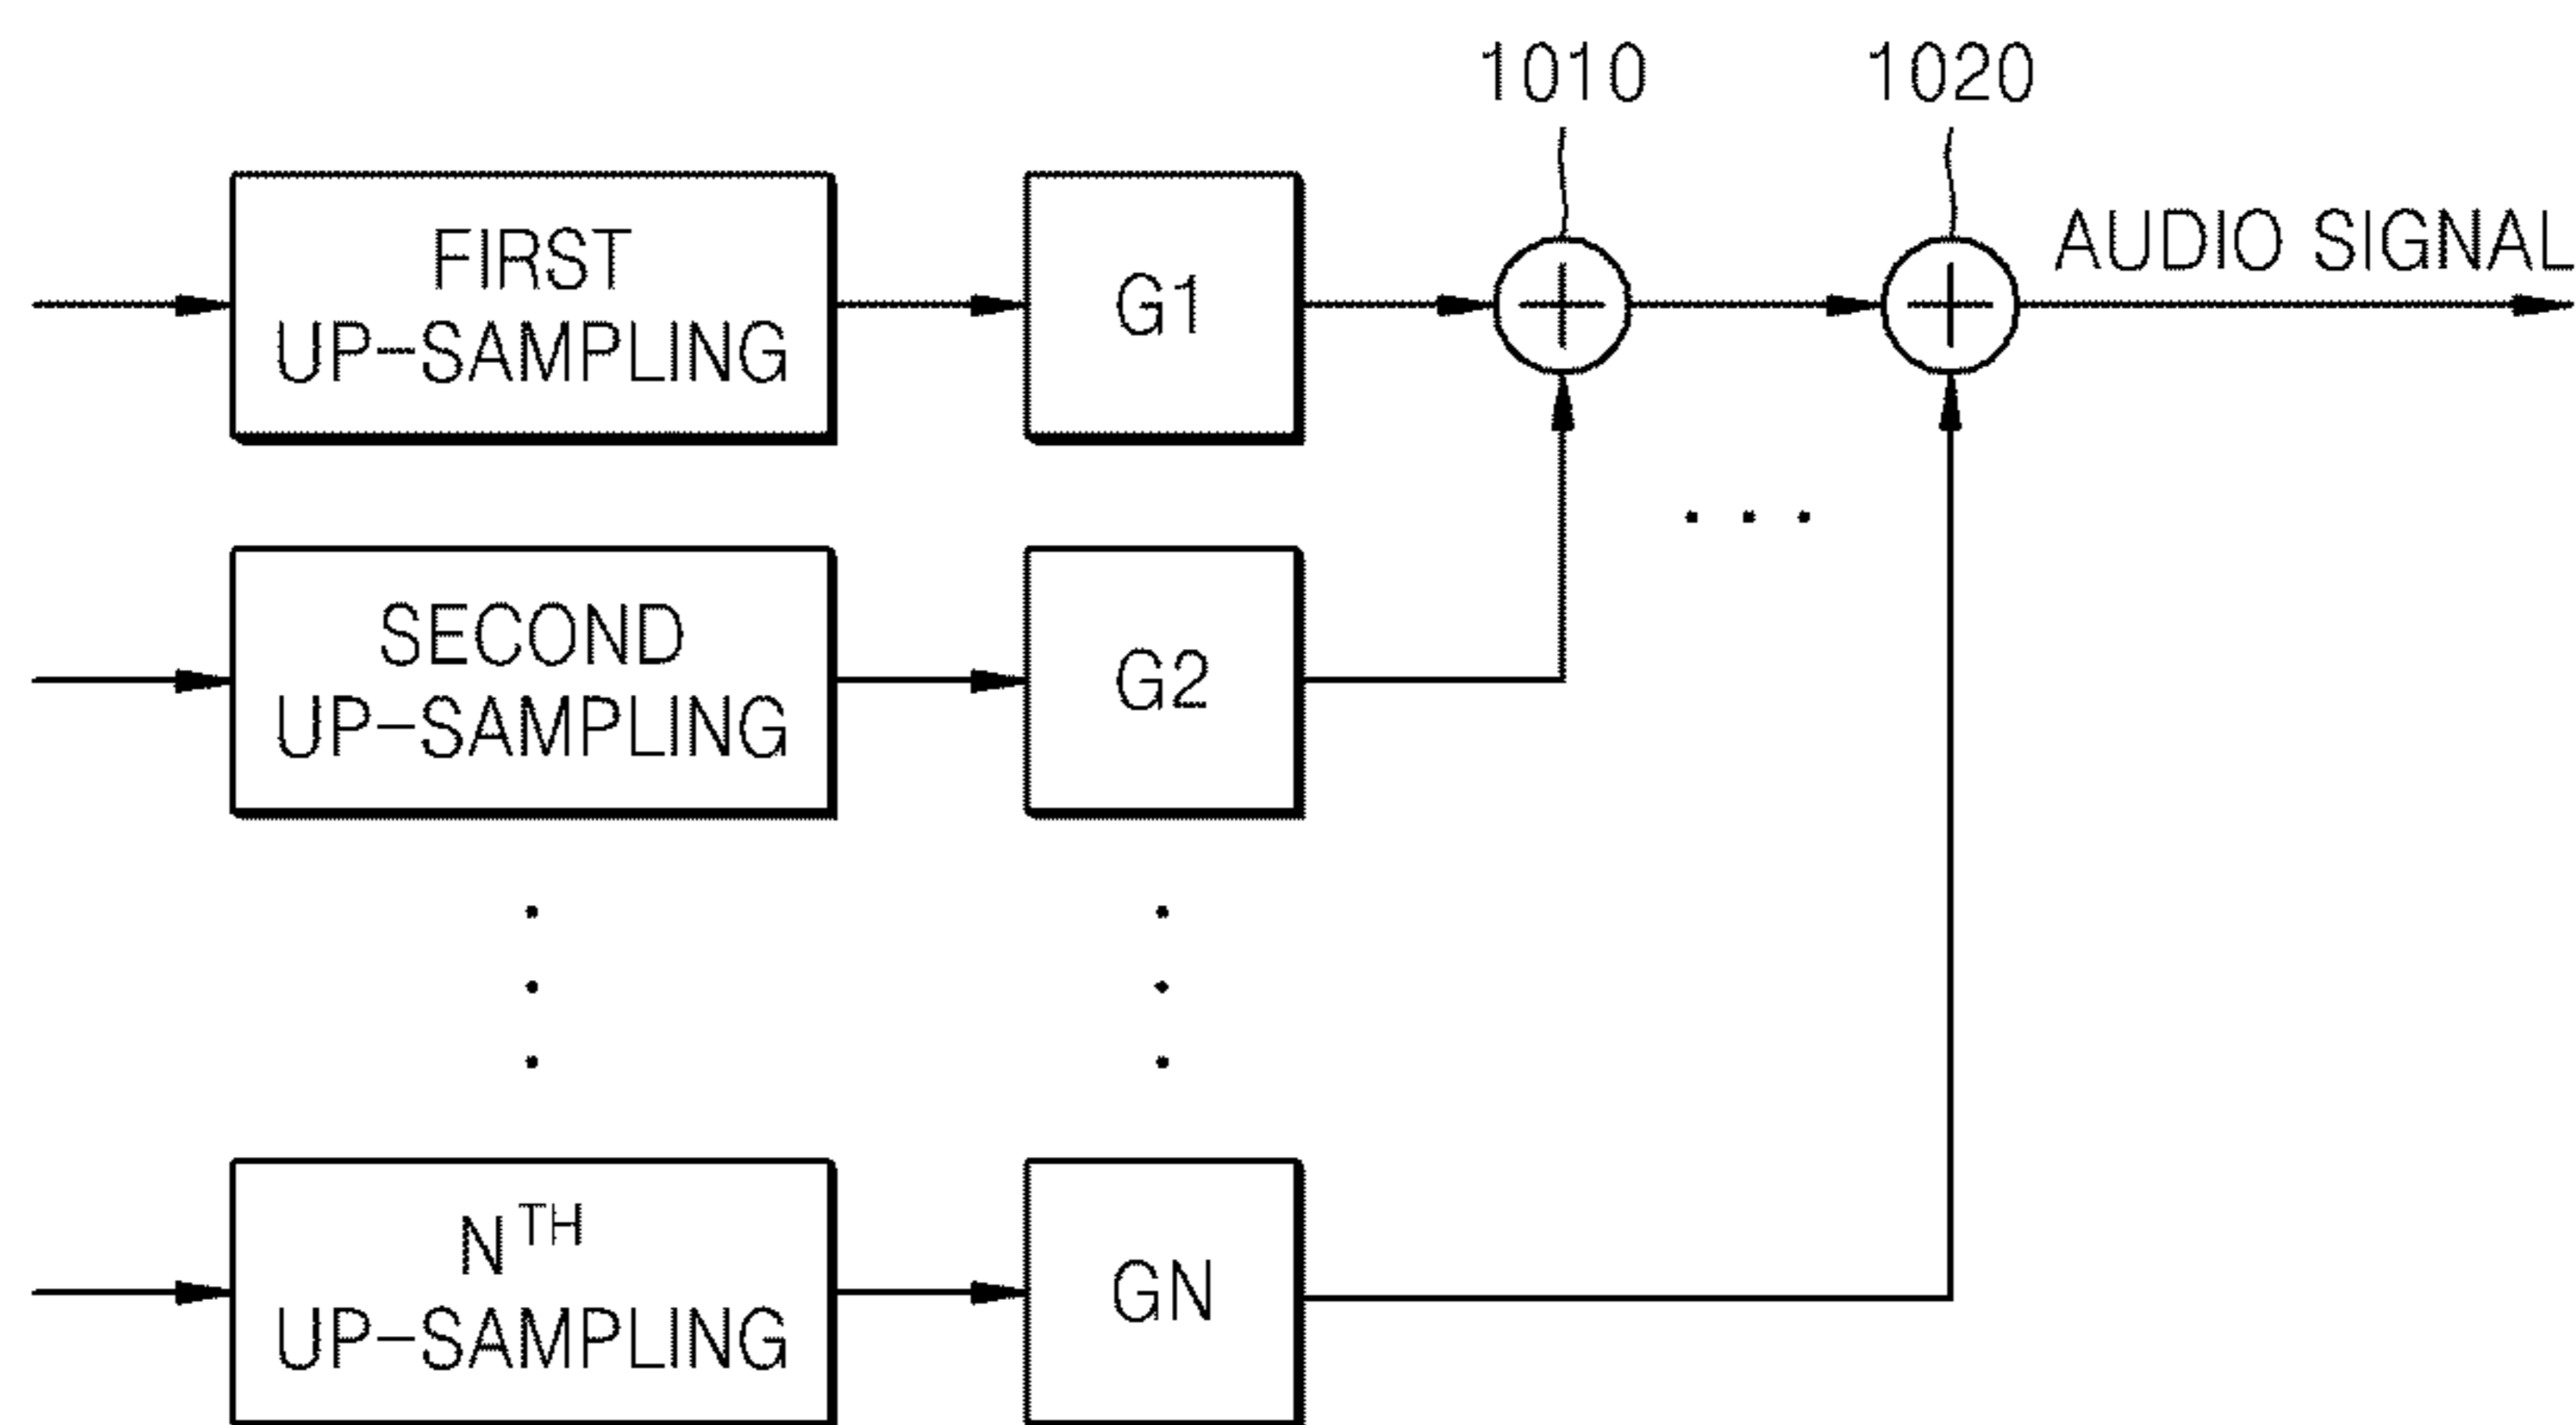 1010
1020
AUDIO SIGNAL
FIRST
UP-SAMPLING
G1
SECOND
UP-SAMPLING
G2
N^TH
UP-SAMPLING
GN